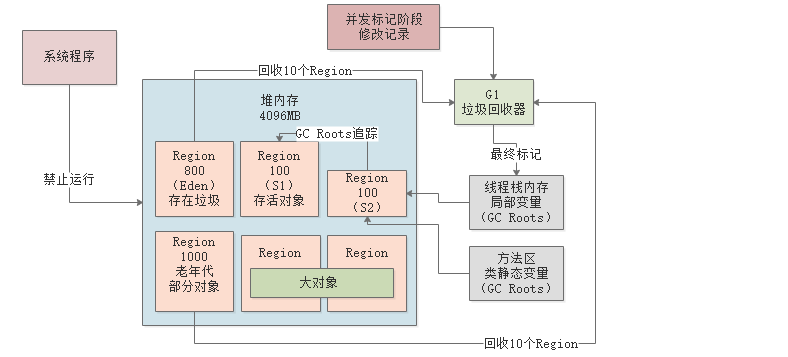 并发标记阶段
修改记录
系统程序
回收10个Region
G1
垃圾回收器
堆内存
4096MB
GC Roots追踪
最终标记
禁止运行
Region
800
（Eden）
存在垃圾
Region
100
（S1）
存活对象
Region
100
（S2）
线程栈内存
局部变量
（GC Roots）
Region
1000
老年代
部分对象
Region
Region
大对象
方法区
类静态变量
（GC Roots）
回收10个Region